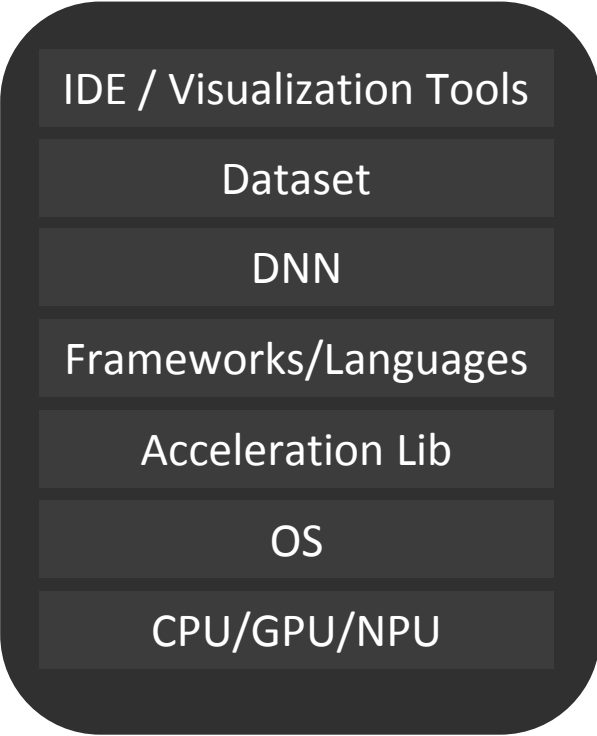 IDE / Visualization Tools
Dataset
DNN
Frameworks/Languages
Acceleration Lib
OS
CPU/GPU/NPU